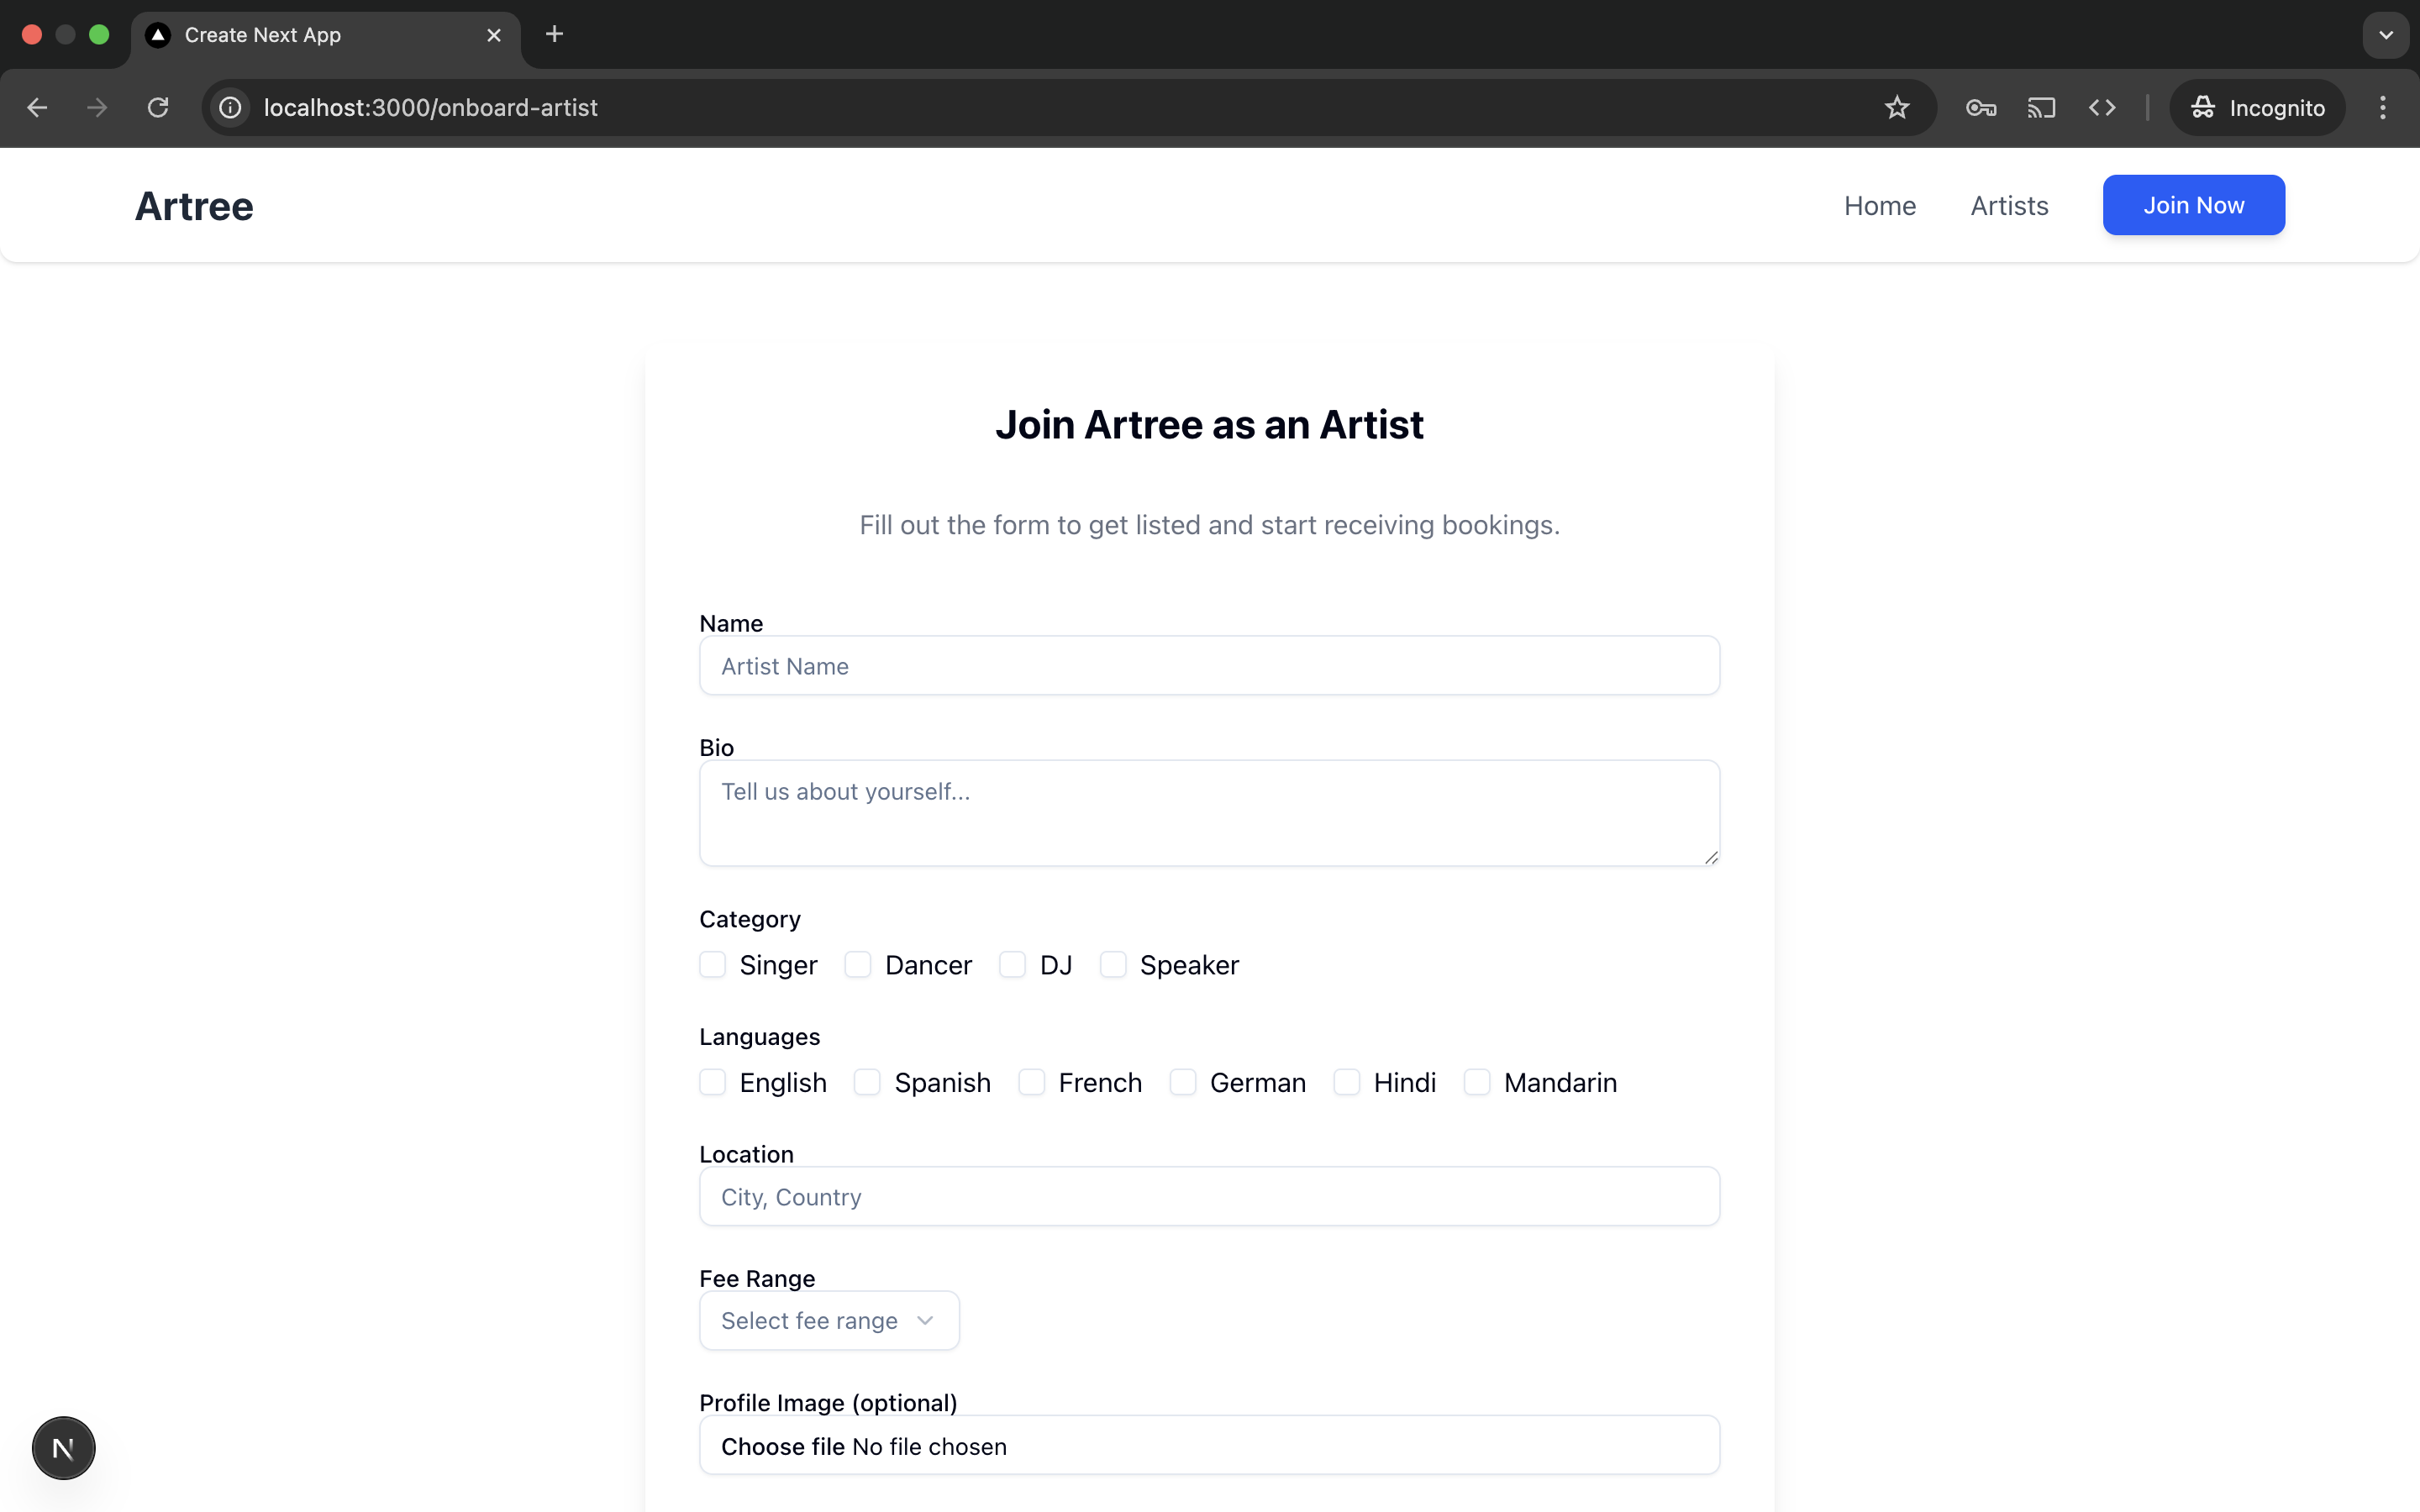 Create Next App
localhost:3000/onboard-artist
Incognito
Artree
Home Artists Join Now
Join Artree as an Artist
Fill out the form to get listed and start receiving bookings.
Name
Artist Name
Bio
Tell us about yourself...
Category
Singer Dancer DJ Speaker
Languages
English Spanish French German Hindi Mandarin
Location
City, Country
Fee Range
Select fee range
Profile Image (optional)
Choose file No file chosen
N